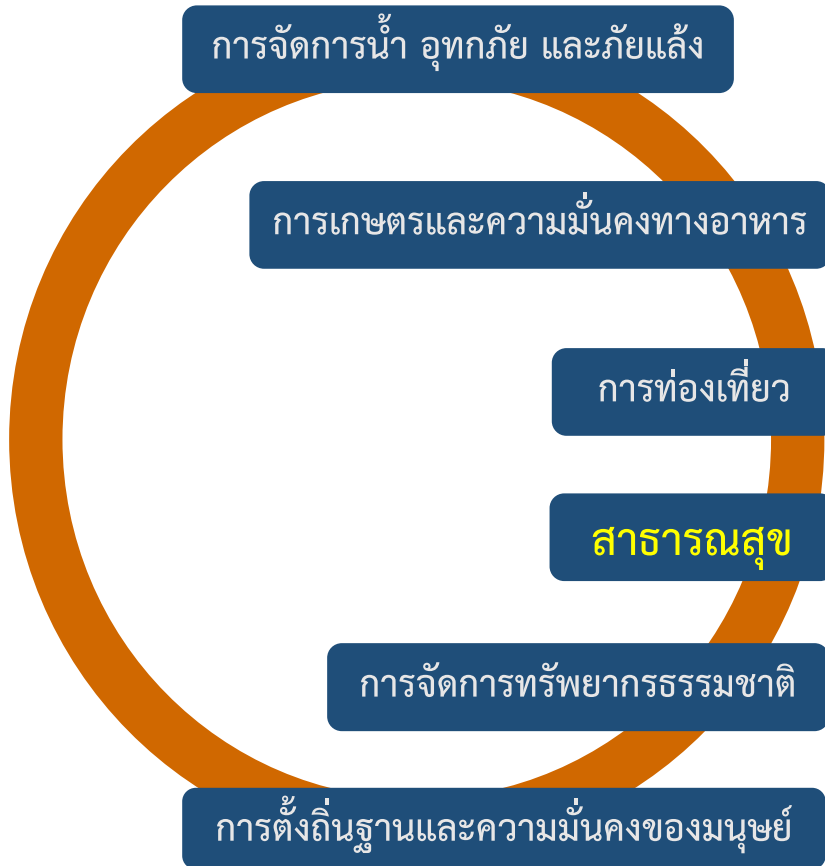 การจัดการน้ำ อุทกภัย และภัยแล้ง
การเกษตรและความมั่นคงทางอาหาร
การท่องเที่ยว
สาธารณสุข
การจัดการทรัพยากรธรรมชาติ
การตั้งถิ่นฐานและความมั่นคงของมนุษย์